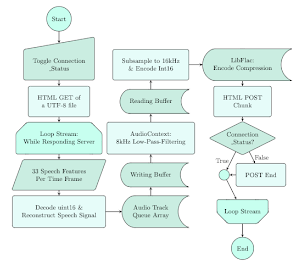 Start
Toggle Connection
_Status
HTML GET of
a UTF-8 file
Loop Stream:
While Responding Server
33 Speech Features
Per Time Frame
Decode uint16 &
Reconstruct Speech Signal
Audio Track
Queue Array
Writing Buffer
AudioContext:
8kHz Low-Pass-Filtering
Reading Buffer
Subsample to 16kHz
& Encode Int16
LibFlac:
Encode Compression
HTML POST
Chunk
Connection
_Status?
True
False
POST End
Loop Stream
End